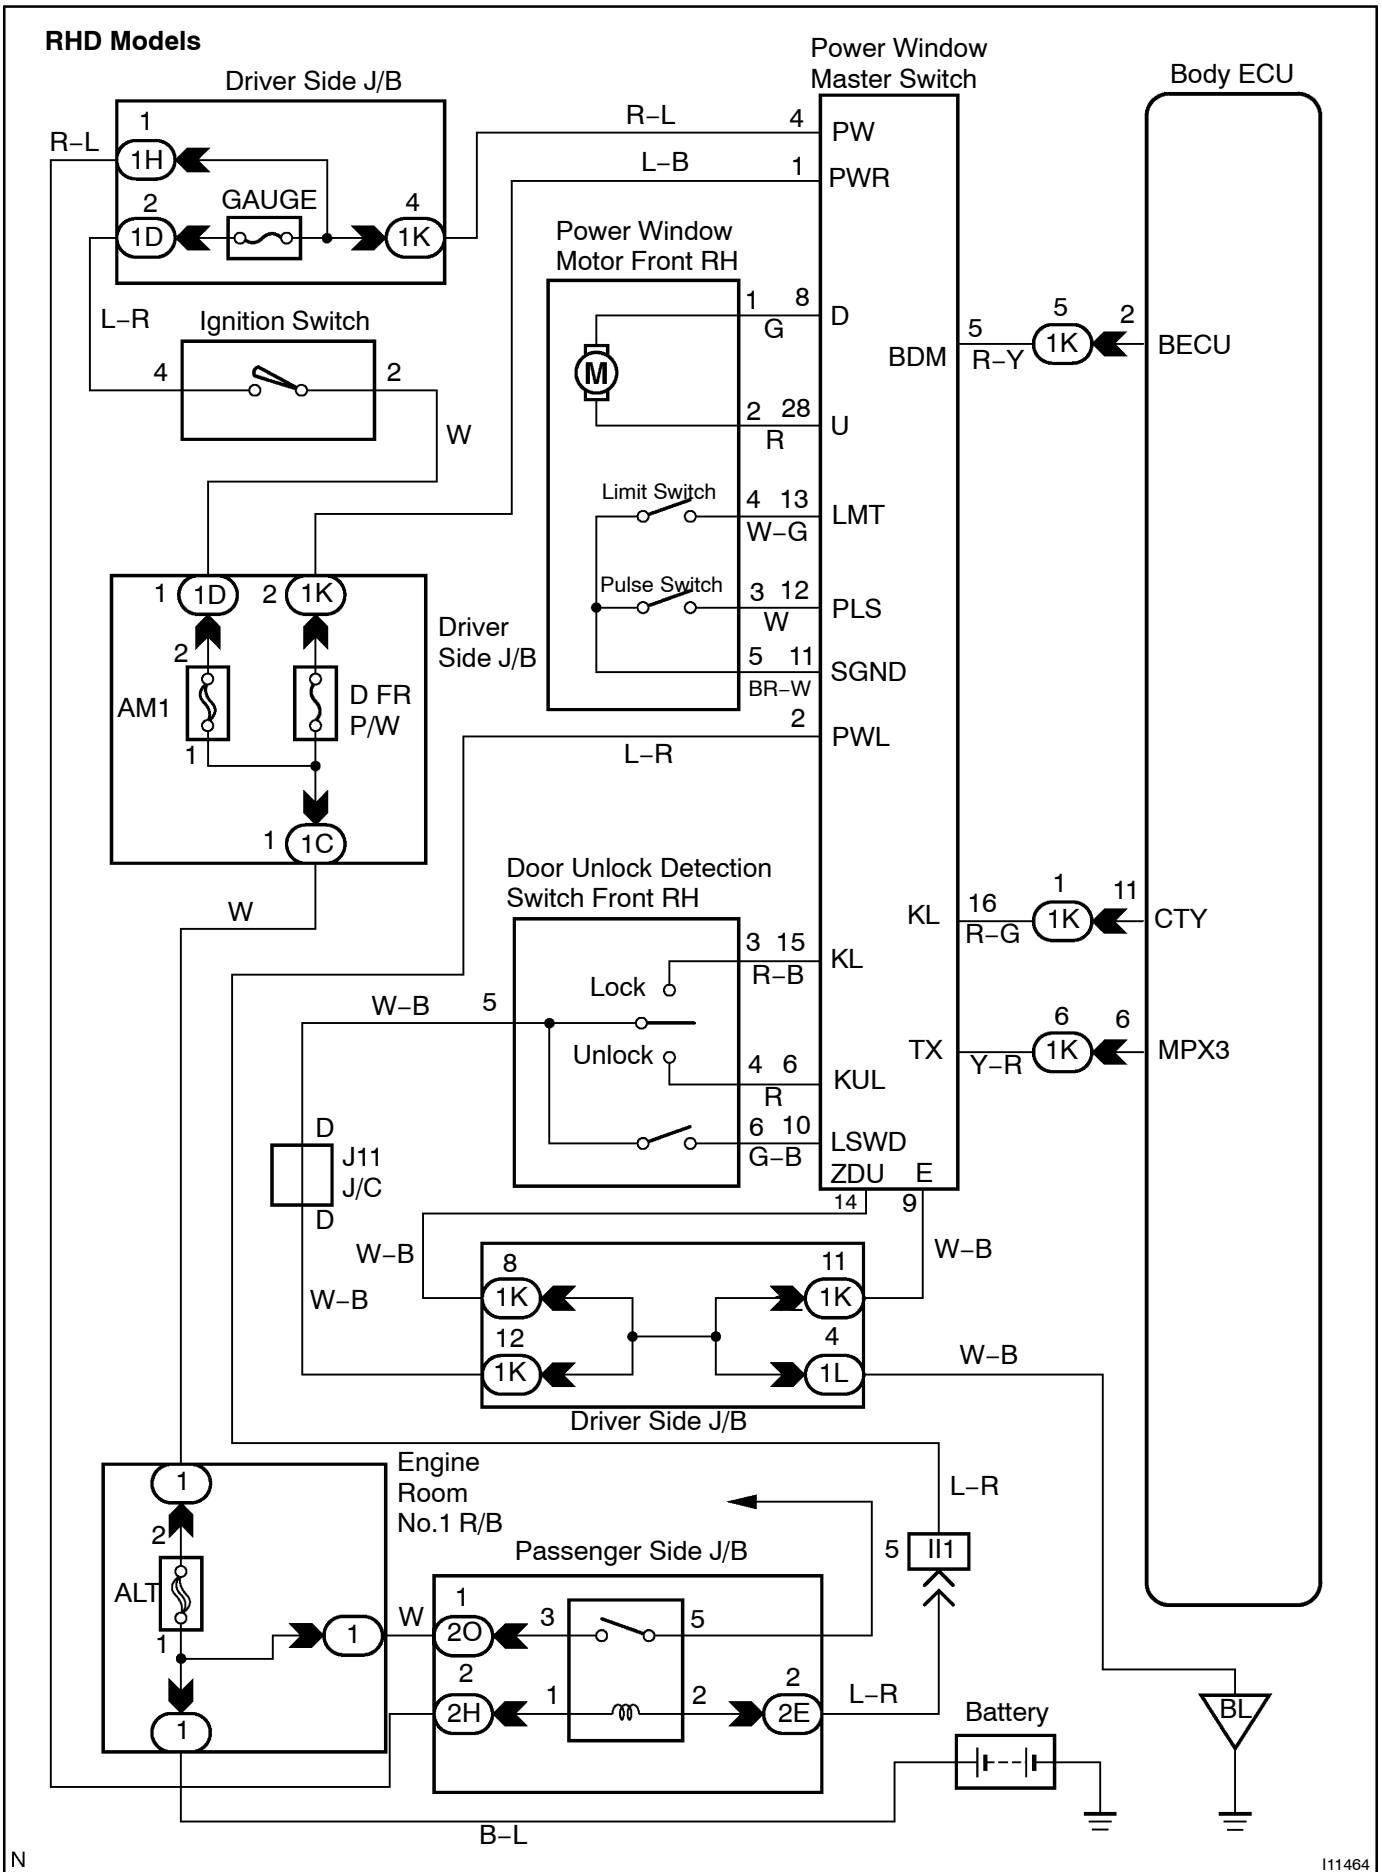 RHD Models
Driver Side J/B
Power Window
Master Switch
Body ECU
1
R–L
1H
2
GAUGE
4
1D
1K
R–L
4
PW
L–B
1
PWR
Power Window
Motor Front RH
1
8
D
G
M
2
28
U
R
Limit Switch
4
13
LMT
W–G
Pulse Switch
3
12
PLS
W
5
11
SGND
BR–W
2
PWL
L–R
BDM
5
R–Y
5
1K
2
BECU
L–R
Ignition Switch
4
2
W
1
1D
2
1K
Driver
Side J/B
2
AM1
D FR
P/W
1
1
1C
W
Door Unlock Detection
Switch Front RH
KL
16
R–G
1
1K
11
CTY
3
15
KL
R–B
Lock
W–B
5
Unlock
4
6
KUL
R
TX
Y–R
6
1K
6
MPX3
6
10
LSWD
G–B
ZDU
E
14
9
D
J11
J/C
D
W–B
W–B
W–B
8
1K
11
1K
12
1K
4
1L
W–B
Driver Side J/B
Engine
Room
No.1 R/B
1
2
ALT
1
1
1
L–R
5
II1
Passenger Side J/B
W
1
2O
3
5
2
2H
1
2
2
2E
L–R
Battery
BL
B–L
N
I11464